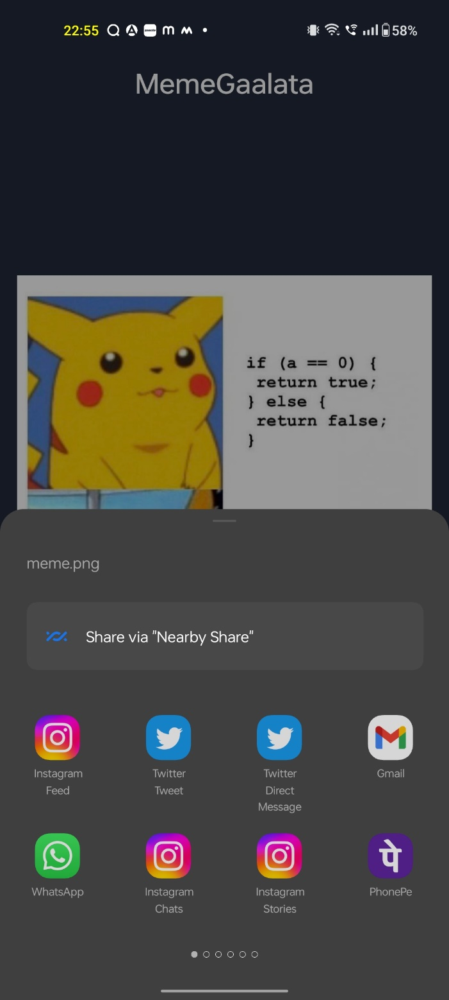 22:55
58%
MemeGaalata
if (a == 0) {
return true;
} else {
return false;
}
meme.png
Share via "Nearby Share"
Instagram
Feed
Twitter
Tweet
Twitter
Direct
Message
Gmail
WhatsApp
Instagram
Chats
Instagram
Stories
पे
PhonePe